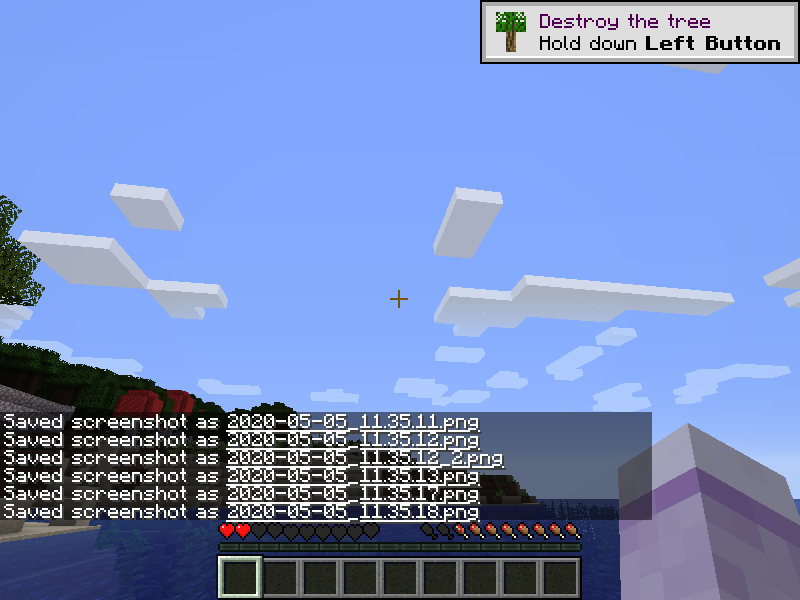 Destroy the tree
Hold down Left Button
Saved screenshot as 2020-05-05_11.35.11.png
Saved screenshot as 2020-05-05_11.35.12.png
Saved screenshot as 2020-05-05_11.35.12_2.png
Saved screenshot as 2020-05-05_11.35.13.png
Saved screenshot as 2020-05-05_11.35.17.png
Saved screenshot as 2020-05-05_11.35.18.png